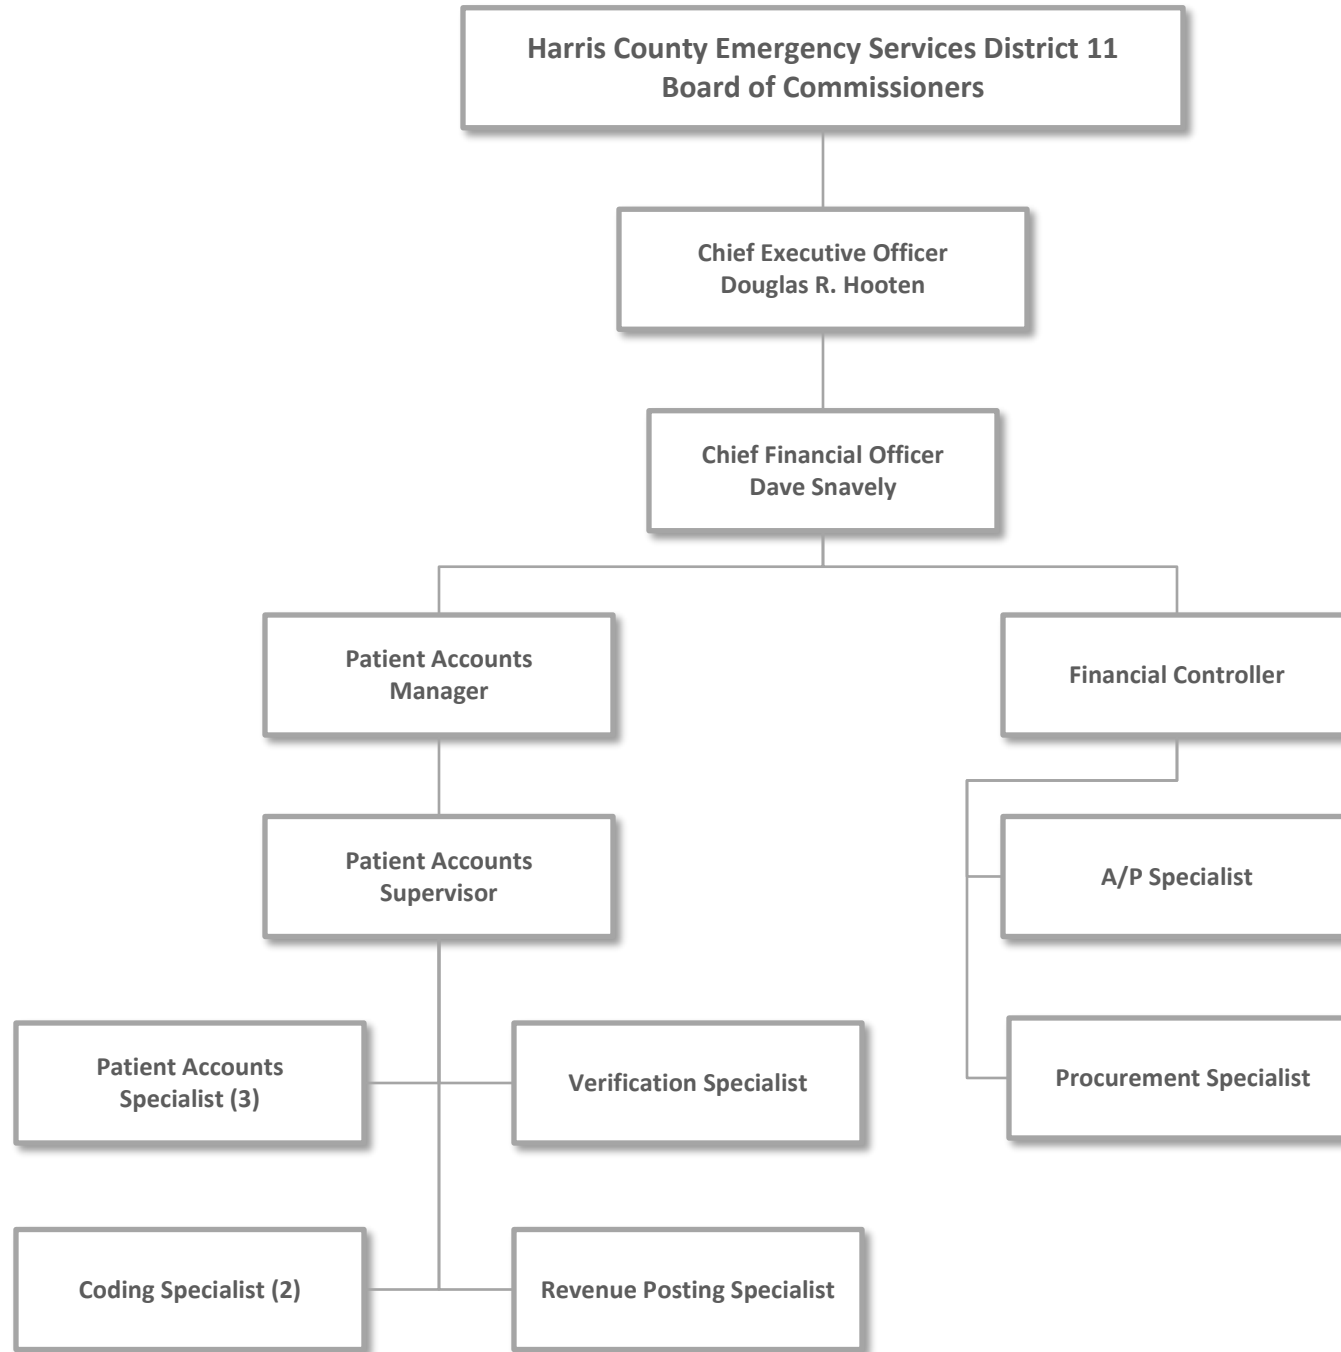 Harris County Emergency Services District 11
Board of Commissioners
Chief Executive Officer
Douglas R. Hooten
Chief Financial Officer
Dave Snavely
Patient Accounts
Manager
Financial Controller
Patient Accounts
Supervisor
A/P Specialist
Patient Accounts
Specialist (3)
Verification Specialist
Procurement Specialist
Coding Specialist (2)
Revenue Posting Specialist